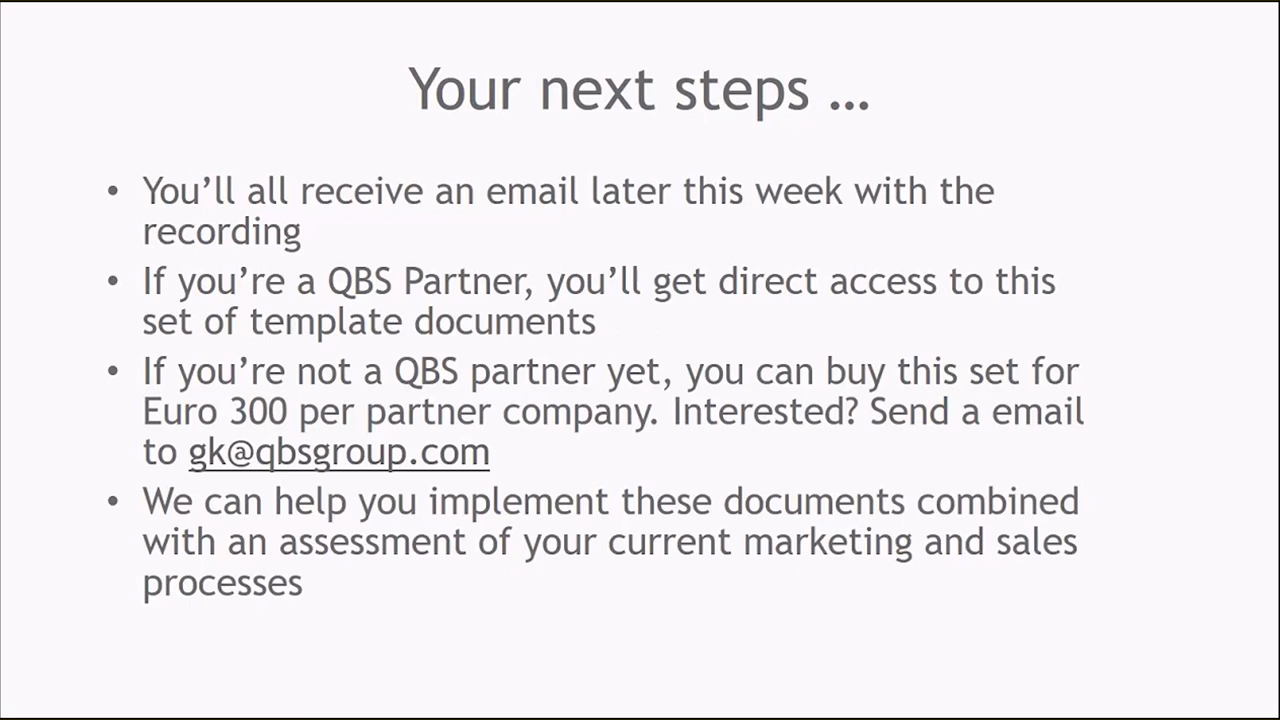 Your next steps …
• You’ll all receive an email later this week with the
recording
• If you’re a QBS Partner, you’ll get direct access to this
set of template documents
• If you’re not a QBS partner yet, you can buy this set for
Euro 300 per partner company. Interested? Send a email
to gk@qbsgroup.com
• We can help you implement these documents combined
with an assessment of your current marketing and sales
processes